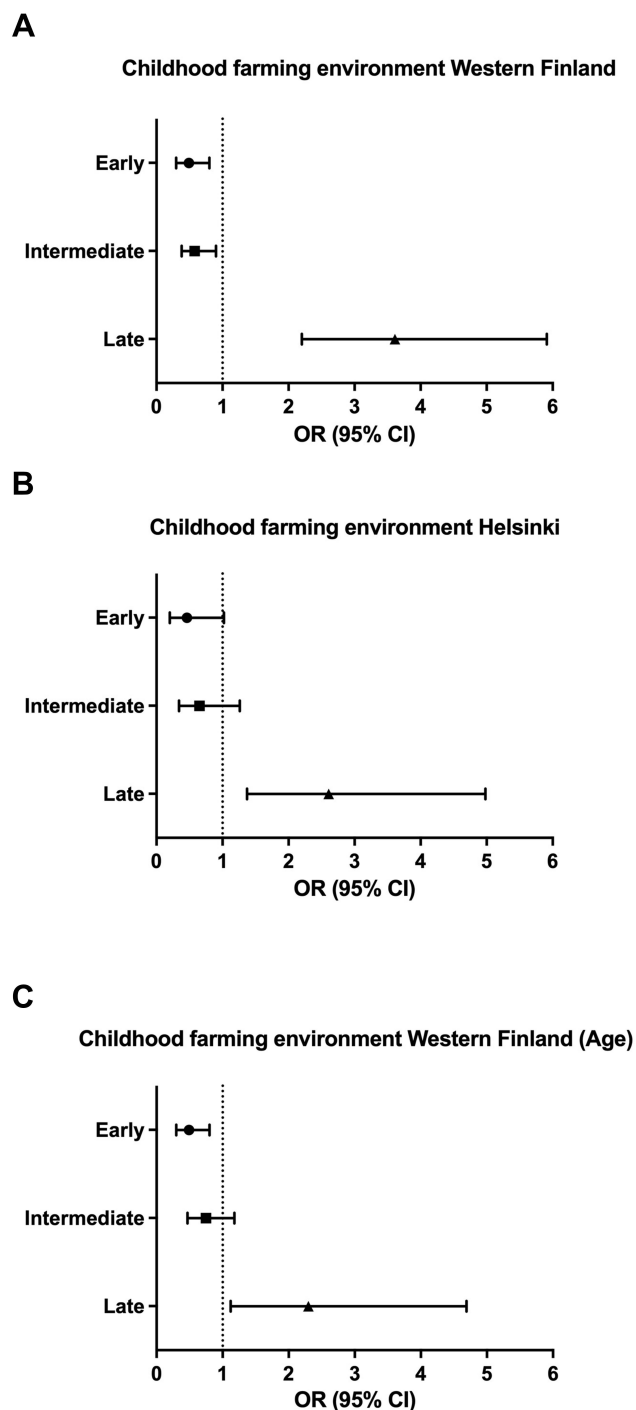 A
Childhood farming environment Western Finland
Early
Intermediate
Late
0 1 2 3 4 5 6
OR (95% CI)
B
Childhood farming environment Helsinki
Early
Intermediate
Late
0 1 2 3 4 5 6
OR (95% CI)
C
Childhood farming environment Western Finland (Age)
Early
Intermediate
Late
0 1 2 3 4 5 6
OR (95% CI)